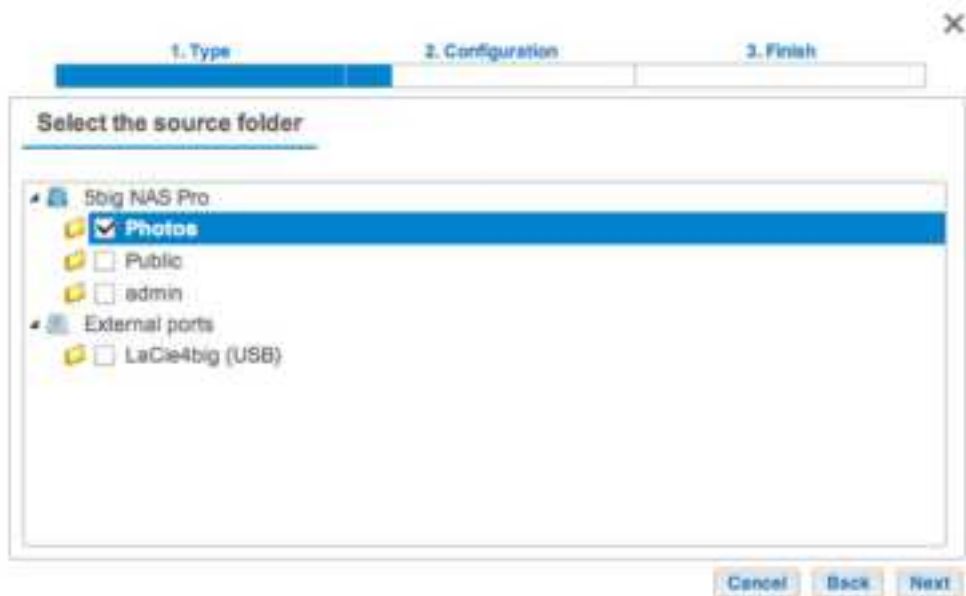 1. Type 2. Configuration 3. Finish
Select the source folder
5big NAS Pro
Photos
Public
admin
External ports
LaCie4big (USB)
Cancel Back Next